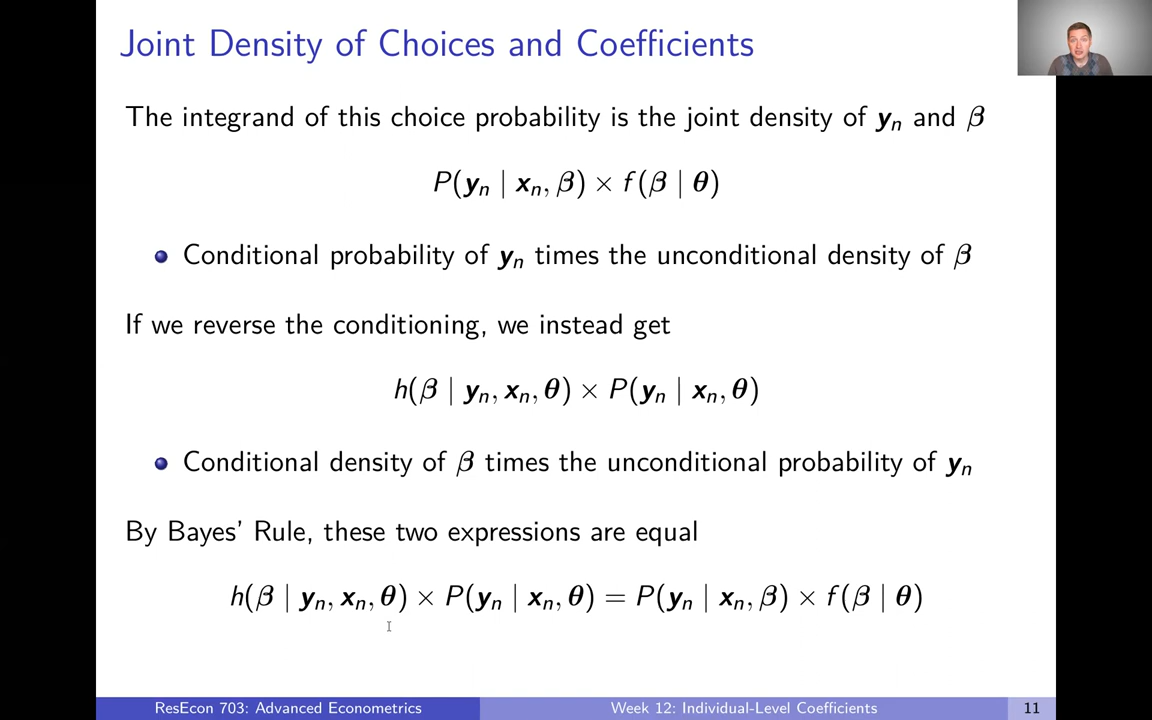 Joint Density of Choices and Coefficients
The integrand of this choice probability is the joint density of yₙ and β
P(yₙ | xₙ, β) × f(β | θ)
Conditional probability of yₙ times the unconditional density of β
If we reverse the conditioning, we instead get
h(β | yₙ, xₙ, θ) × P(yₙ | xₙ, θ)
Conditional density of β times the unconditional probability of yₙ
By Bayes' Rule, these two expressions are equal
h(β | yₙ, xₙ, θ) × P(yₙ | xₙ, θ) = P(yₙ | xₙ, β) × f(β | θ)
ResEcon 703: Advanced Econometrics Week 12: Individual-Level Coefficients 11